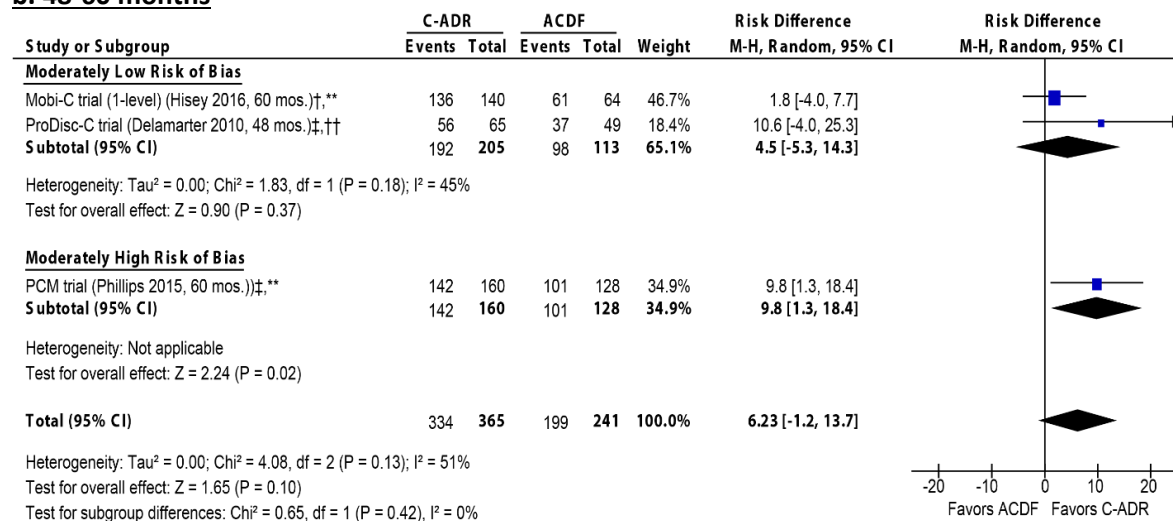 b. 48-60 months
C-ADR ACDF Risk Difference Risk Difference
Study or Subgroup Events Total Events Total Weight M-H, Random, 95% CI M-H, Random, 95% CI
Moderately Low Risk of Bias
Mobi-C trial (1-level) (Hisey 2016, 60 mos.)†,** 136 140 61 64 46.7% 1.8 [-4.0, 7.7]
ProDisc-C trial (Delamarter 2010, 48 mos.)‡,†† 56 65 37 49 18.4% 10.6 [-4.0, 25.3]
Subtotal (95% CI) 192 205 98 113 65.1% 4.5 [-5.3, 14.3]
Heterogeneity: Tau² = 0.00; Chi² = 1.83, df = 1 (P = 0.18); I² = 45%
Test for overall effect: Z = 0.90 (P = 0.37)
Moderately High Risk of Bias
PCM trial (Phillips 2015, 60 mos.))‡,** 142 160 101 128 34.9% 9.8 [1.3, 18.4]
Subtotal (95% CI) 142 160 101 128 34.9% 9.8 [1.3, 18.4]
Heterogeneity: Not applicable
Test for overall effect: Z = 2.24 (P = 0.02)
Total (95% CI) 334 365 199 241 100.0% 6.23 [-1.2, 13.7]
Heterogeneity: Tau² = 0.00; Chi² = 4.08, df = 2 (P = 0.13); I² = 51%
Test for overall effect: Z = 1.65 (P = 0.10)
Test for subgroup differences: Chi² = 0.65, df = 1 (P = 0.42), I² = 0%
-20 -10 0 10 20
Favors ACDF Favors C-ADR